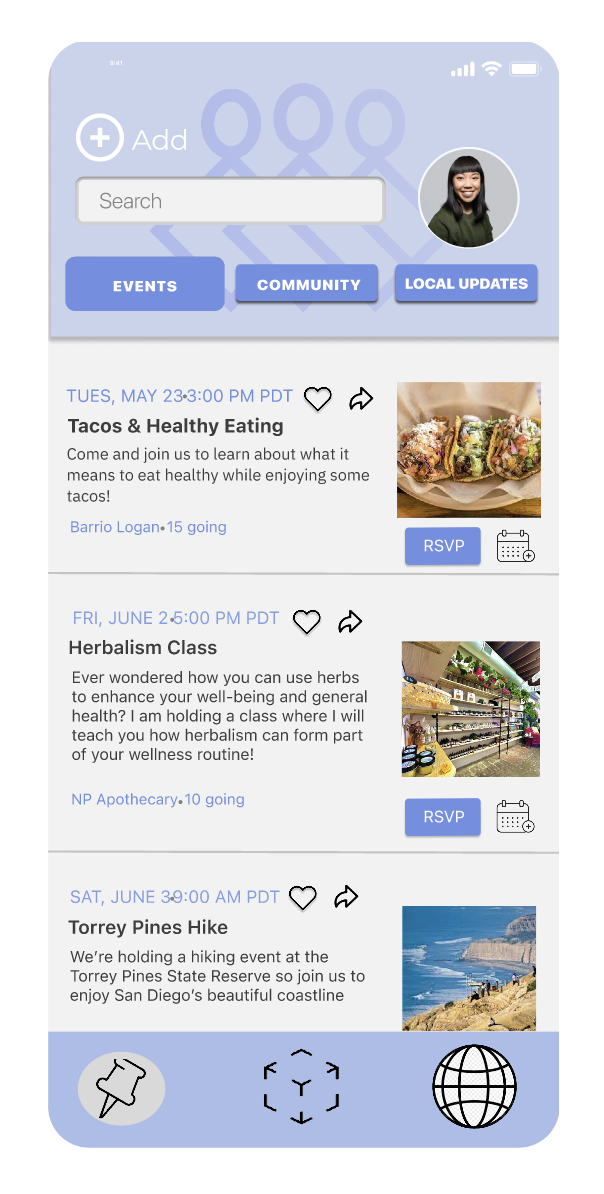 9:41
Add
Search
EVENTS
COMMUNITY
LOCAL UPDATES
TUES, MAY 23•3:00 PM PDT
Tacos & Healthy Eating
Come and join us to learn about what it
means to eat healthy while enjoying some
tacos!
Barrio Logan•15 going
RSVP
FRI, JUNE 2•5:00 PM PDT
Herbalism Class
Ever wondered how you can use herbs
to enhance your well-being and general
health? I am holding a class where I will
teach you how herbalism can form part
of your wellness routine!
NP Apothecary•10 going
RSVP
SAT, JUNE 3•9:00 AM PDT
Torrey Pines Hike
We’re holding a hiking event at the
Torrey Pines State Reserve so join us to
enjoy San Diego’s beautiful coastline